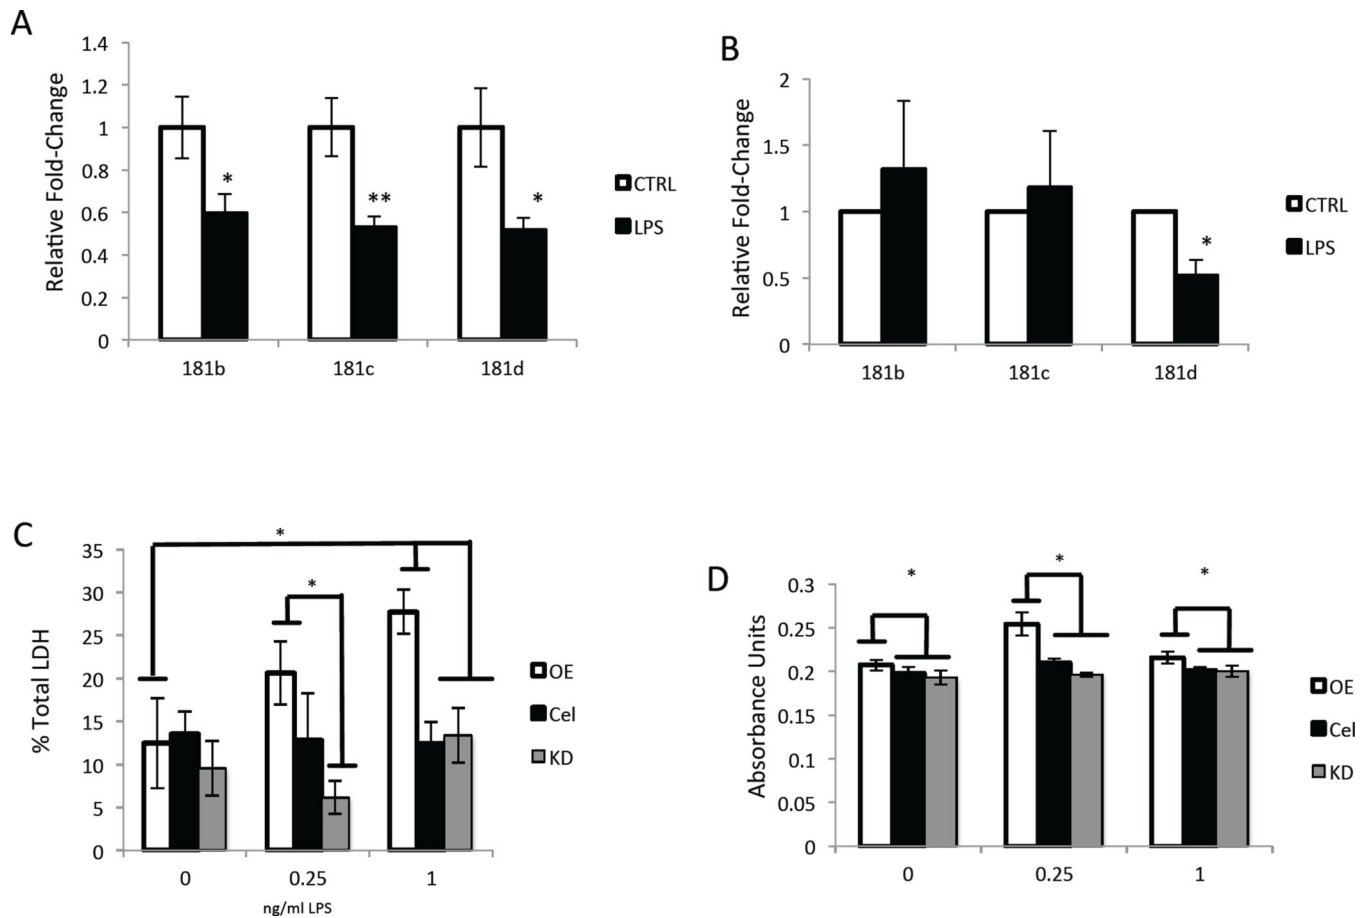 A
Relative Fold-Change
1.4
1.2
1
0.8
0.6
0.4
0.2
0
*
**
*
181b
181c
181d
CTRL
LPS
B
Relative Fold-Change
2
1.5
1
0.5
0
*
181b
181c
181d
CTRL
LPS
C
% Total LDH
35
30
25
20
15
10
5
0
*
*
0
0.25
1
ng/ml LPS
OE
Cel
KD
D
Absorbance Units
0.3
0.25
0.2
0.15
0.1
0.05
0
*
*
*
0
0.25
1
OE
Cel
KD